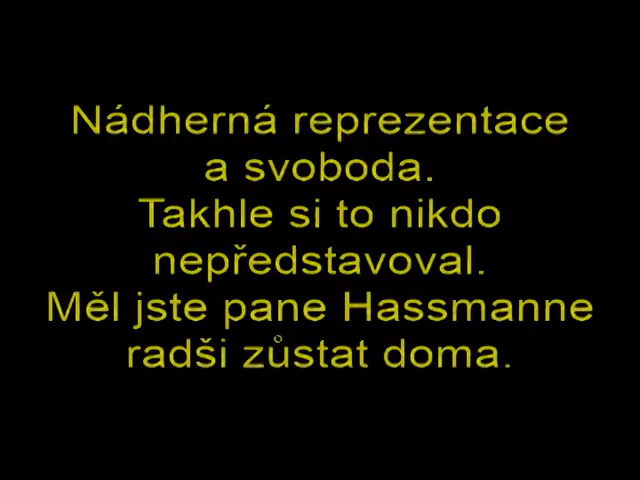 Nádherná reprezentace
a svoboda.
Takhle si to nikdo
nepředstavoval.
Měl jste pane Hassmanne
radši zůstat doma.